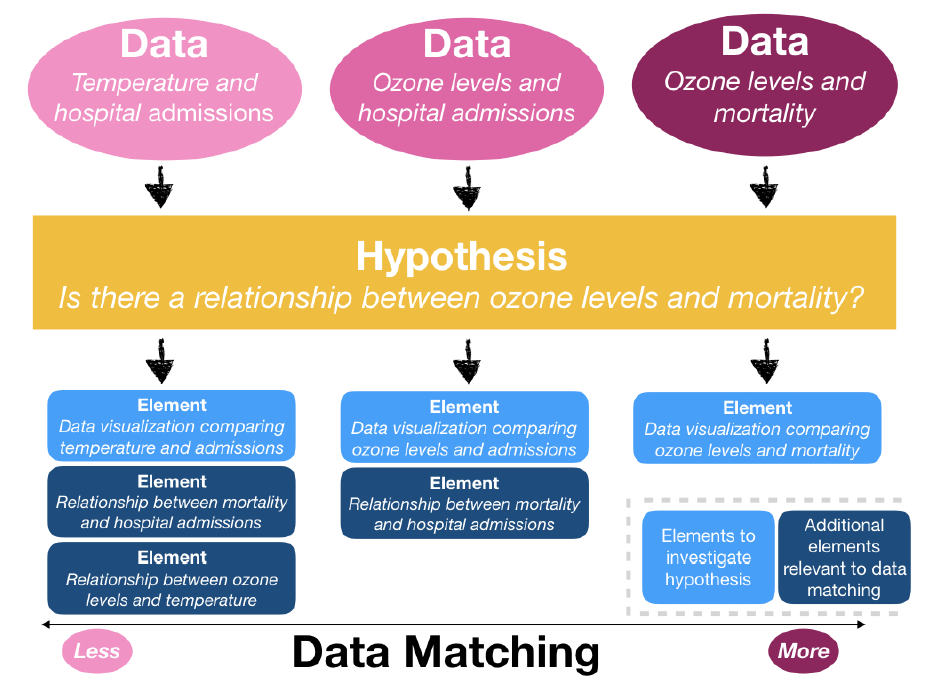 Data
Temperature and
hospital admissions
Data
Ozone levels and
hospital admissions
Data
Ozone levels and
mortality
Hypothesis
Is there a relationship between ozone levels and mortality?
Element
Data visualization comparing
temperature and admissions
Element
Relationship between mortality
and hospital admissions
Element
Relationship between ozone
levels and temperature
Element
Data visualization comparing
ozone levels and admissions
Element
Relationship between mortality
and hospital admissions
Element
Data visualization comparing
ozone levels and mortality
Elements to
investigate
hypothesis
Additional
elements
relevant to data
matching
Less
Data Matching
More